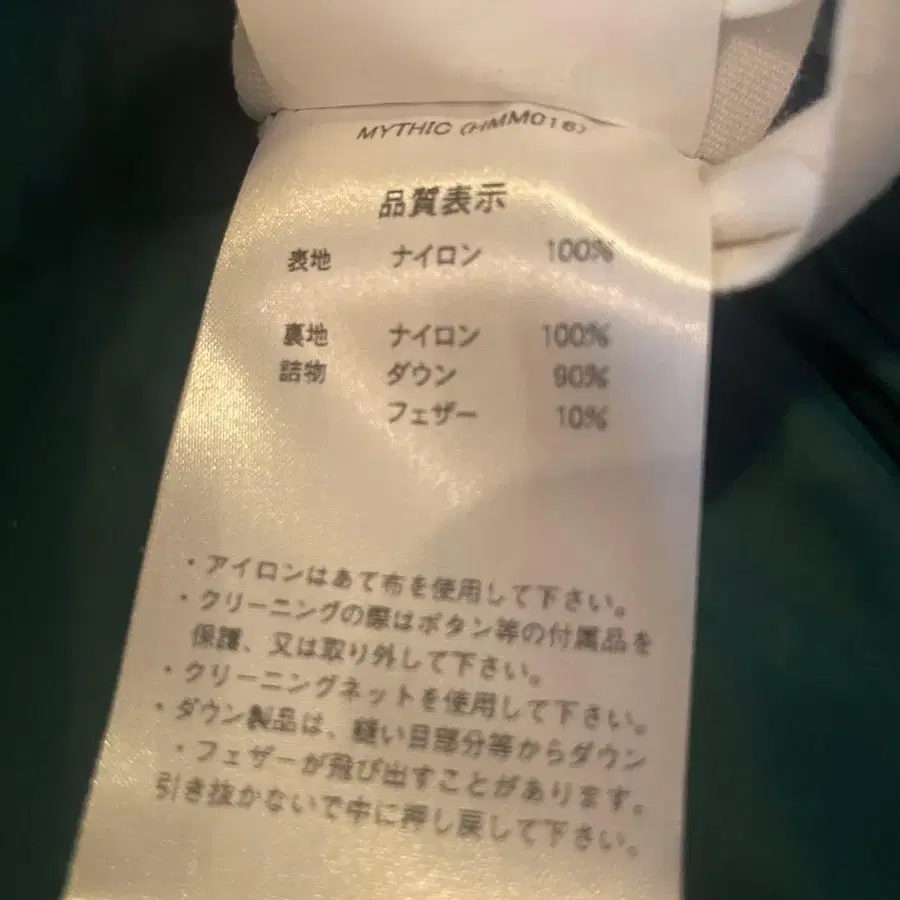 MYTHIC (HMM016)
品質表示
表地 ナイロン 100%
裏地 ナイロン 100%
詰物 ダウン 90%
フェザー 10%
・アイロンはあて布を使用して下さい。
・クリーニングの際はボタン等の付属品を
保護、又は取り外して下さい。
・クリーニングネットを使用して下さい。
・ダウン製品は、縫い目部分等からダウン
・フェザーが飛び出すことがあります。
引き抜かないで中に押し戻して下さい。